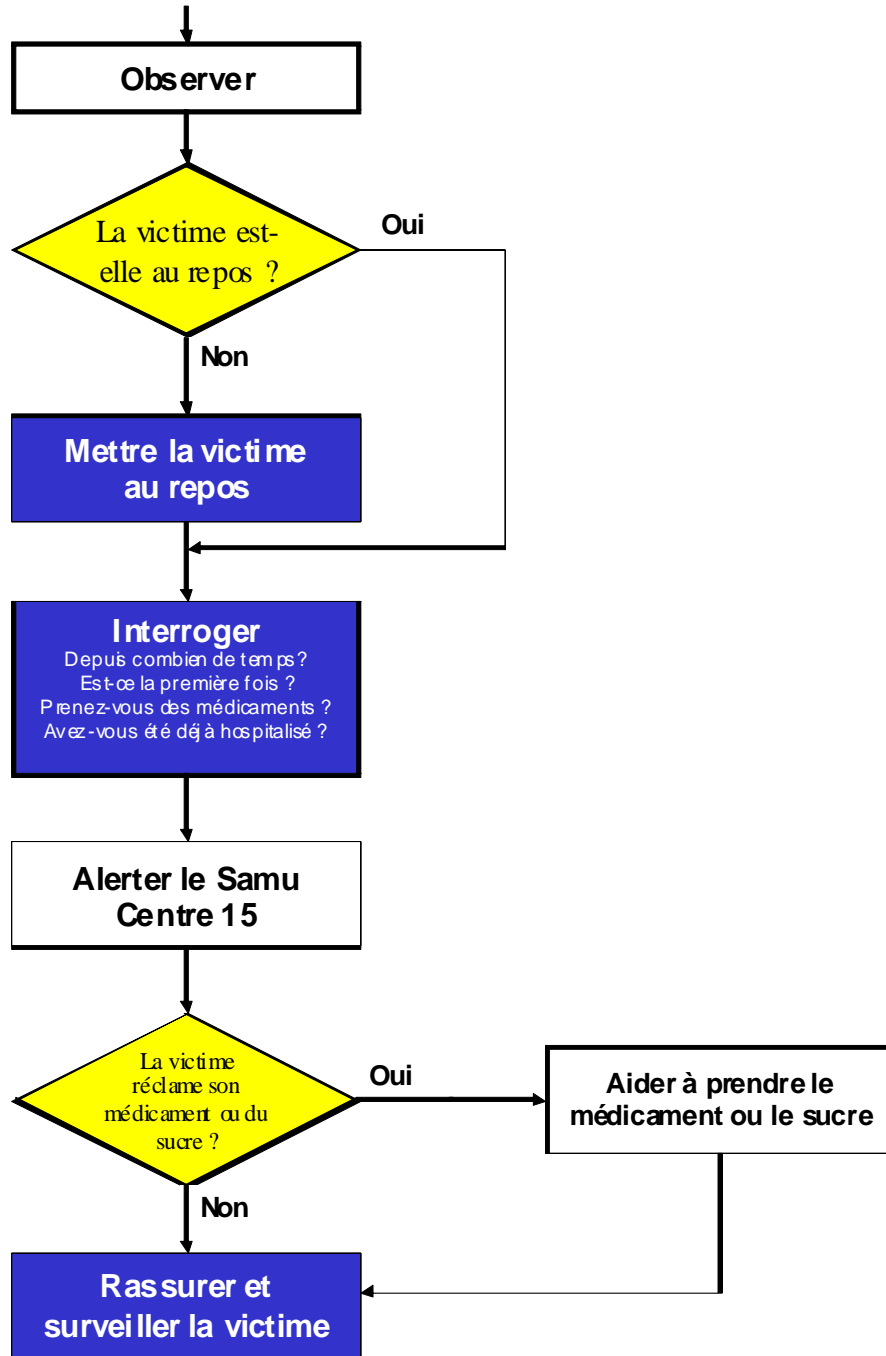 Observer
La victime est-
elle au repos ?
Oui
Non
Mettre la victime
au repos
Interroger
Depuis combien de temps?
Est-ce la première fois ?
Prenez-vous des médicaments ?
Avez-vous été déjà hospitalisé ?
Alerter le Samu
Centre 15
La victime
réclame son
médicament ou du
sucre ?
Oui
Aider à prendre le
médicament ou le sucre
Non
Rassurer et
surveiller la victime